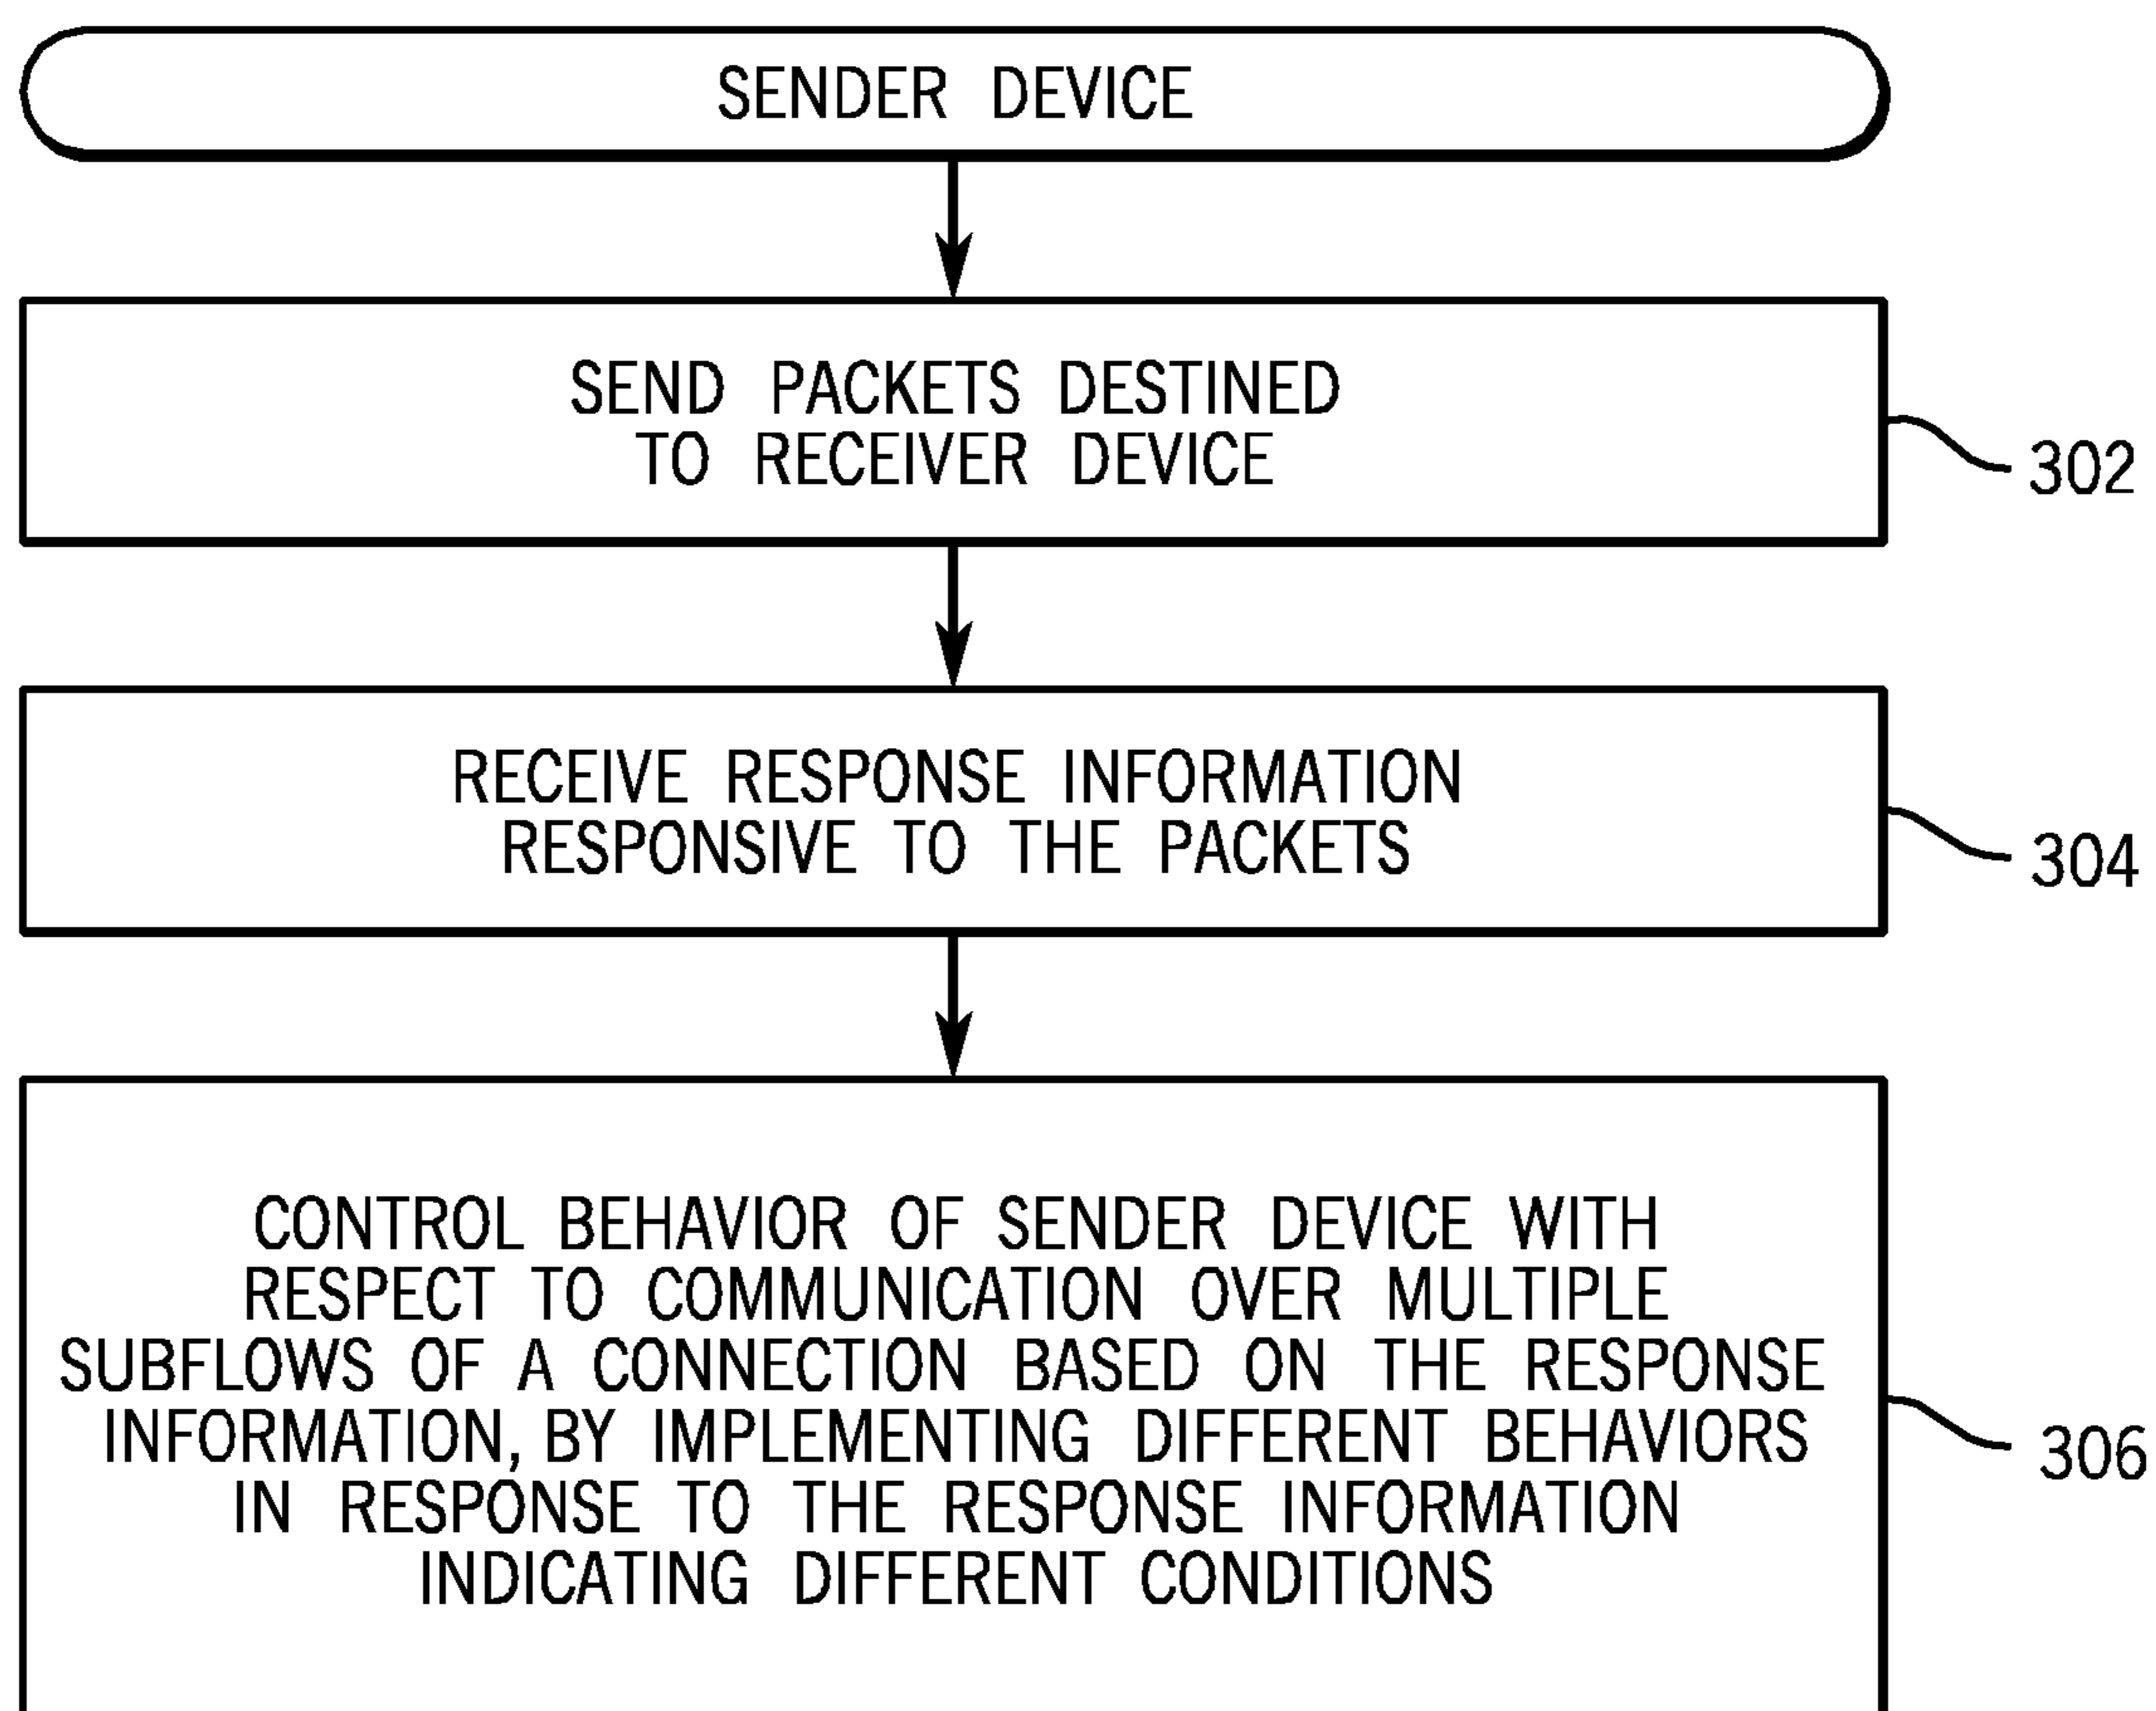 SENDER DEVICE
SEND PACKETS DESTINED
TO RECEIVER DEVICE
302
RECEIVE RESPONSE INFORMATION
RESPONSIVE TO THE PACKETS
304
CONTROL BEHAVIOR OF SENDER DEVICE WITH
RESPECT TO COMMUNICATION OVER MULTIPLE
SUBFLOWS OF A CONNECTION BASED ON THE RESPONSE
INFORMATION, BY IMPLEMENTING DIFFERENT BEHAVIORS
IN RESPONSE TO THE RESPONSE INFORMATION
INDICATING DIFFERENT CONDITIONS
306